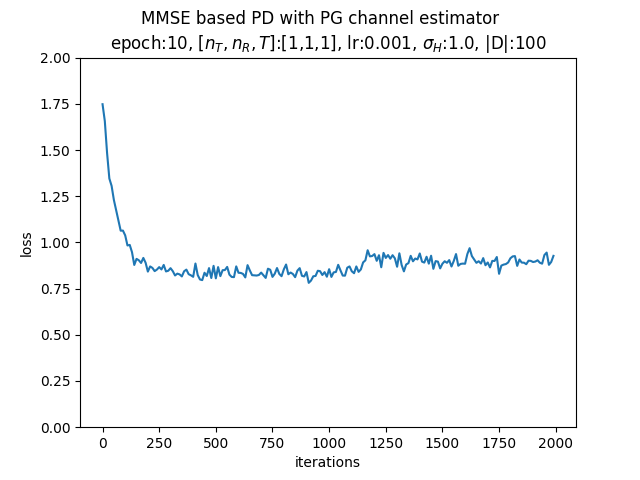 MMSE based PD with PG channel estimator
epoch:10, [n_T, n_R, T]:[1,1,1], lr:0.001, σ_H:1.0, |D|:100
2.00
1.75
1.50
1.25
1.00
0.75
0.50
0.25
0.00
loss
0 250 500 750 1000 1250 1500 1750 2000
iterations